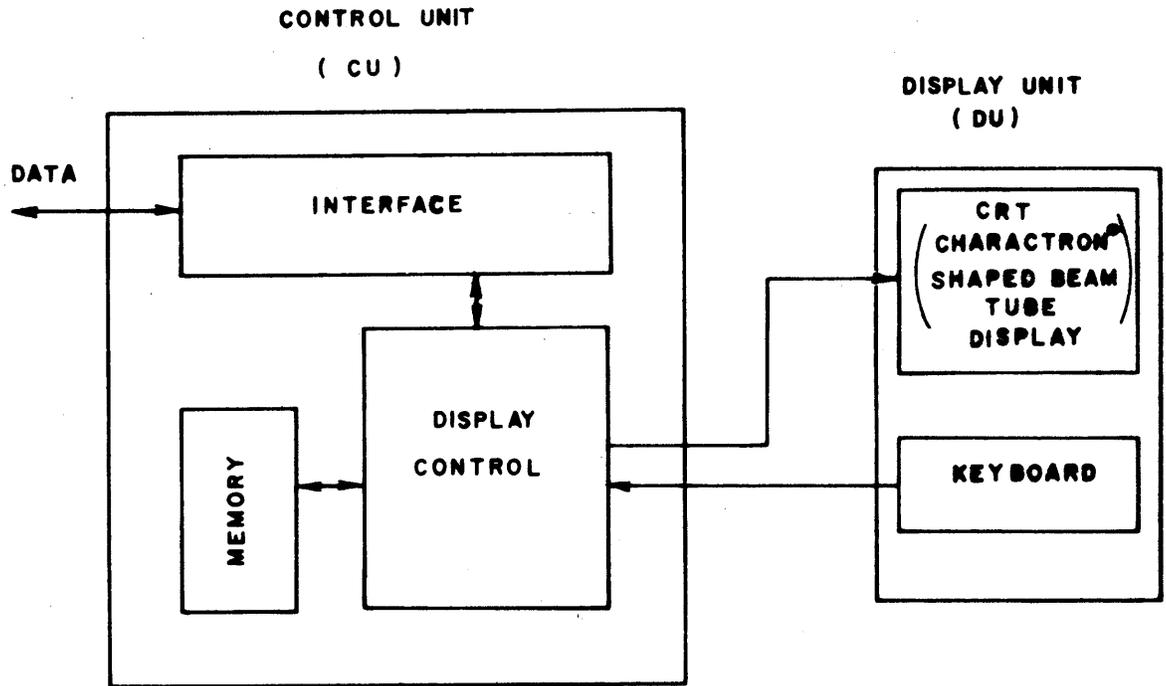 CONTROL UNIT
( CU )
DISPLAY UNIT
( DU )
DATA
INTERFACE
CRT
CHARACTRON®
SHAPED BEAM
TUBE
DISPLAY
DISPLAY
CONTROL
MEMORY
KEYBOARD